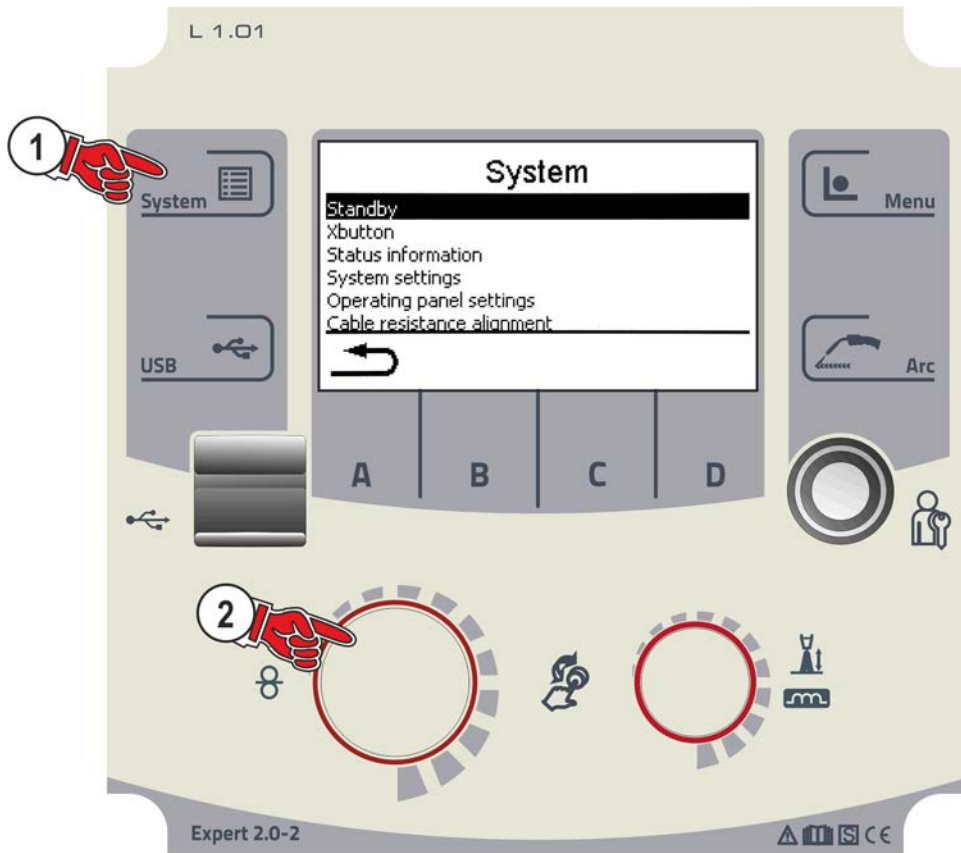 L 1.01
1
System
System
Menu
Standby
Xbutton
Status information
System settings
Operating panel settings
Cable resistance alignment
USB
Arc
A B C D
2
Expert 2.0-2
S CE